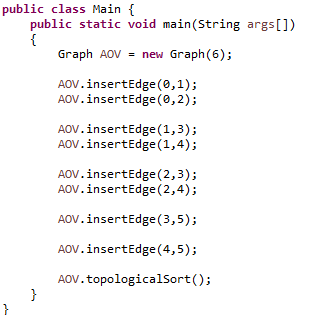 public class Main {
public static void main(String args[])
{
Graph AOV = new Graph(6);
AOV.insertEdge(0,1);
AOV.insertEdge(0,2);
AOV.insertEdge(1,3);
AOV.insertEdge(1,4);
AOV.insertEdge(2,3);
AOV.insertEdge(2,4);
AOV.insertEdge(3,5);
AOV.insertEdge(4,5);
AOV.topologicalSort();
}
}